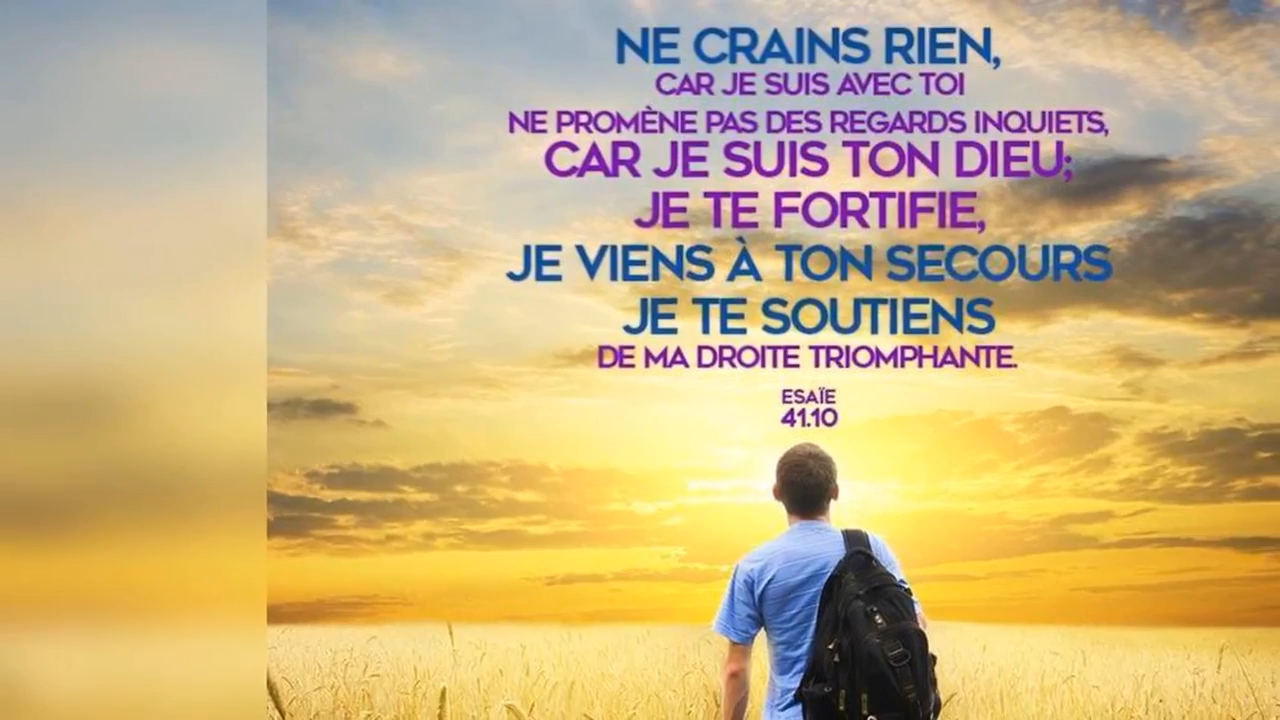 NE CRAINS RIEN,
CAR JE SUIS AVEC TOI
NE PROMÈNE PAS DES REGARDS INQUIETS,
CAR JE SUIS TON DIEU;
JE TE FORTIFIE,
JE VIENS À TON SECOURS
JE TE SOUTIENS
DE MA DROITE TRIOMPHANTE.
ESAÏE
41.10